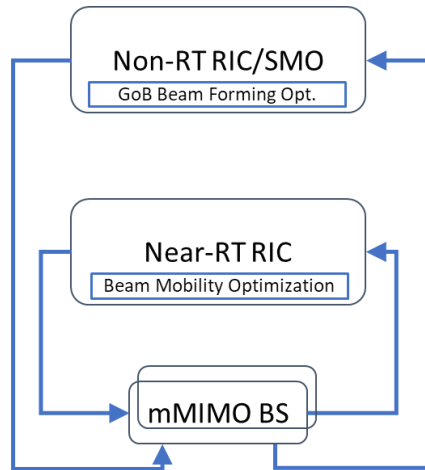 Non-RT RIC/SMO
GoB Beam Forming Opt.
Near-RT RIC
Beam Mobility Optimization
mMIMO BS